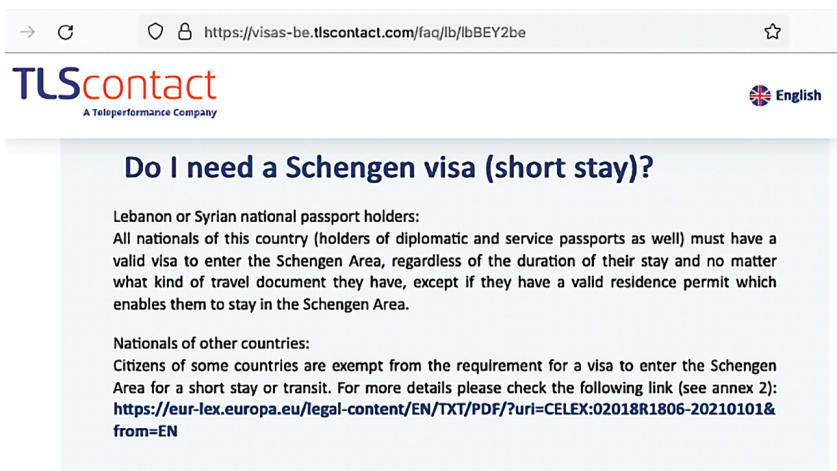 https://visas-be.tlscontact.com/faq/lb/lbBEY2be
TLScontact
A Teleperformance Company
English
Do I need a Schengen visa (short stay)?
Lebanon or Syrian national passport holders:
All nationals of this country (holders of diplomatic and service passports as well) must have a
valid visa to enter the Schengen Area, regardless of the duration of their stay and no matter
what kind of travel document they have, except if they have a valid residence permit which
enables them to stay in the Schengen Area.
Nationals of other countries:
Citizens of some countries are exempt from the requirement for a visa to enter the Schengen
Area for a short stay or transit. For more details please check the following link (see annex 2):
https://eur-lex.europa.eu/legal-content/EN/TXT/PDF/?uri=CELEX:02018R1806-20210101&
from=EN